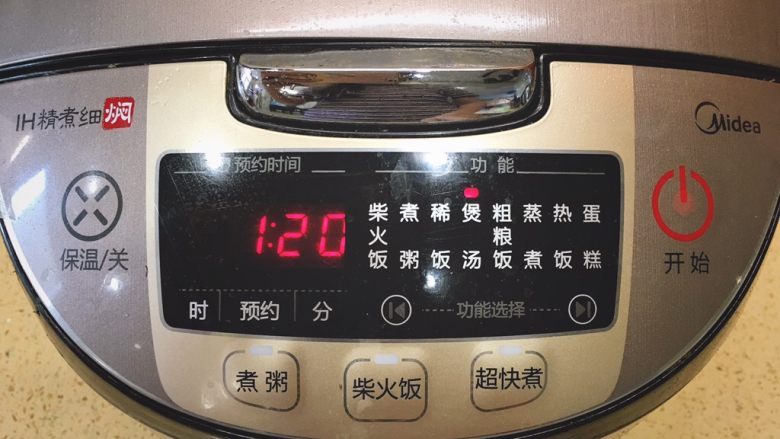 IH精煮细焖
Midea
预约时间
功能
1:20
柴火饭 煮粥 稀饭 煲汤 粗粮饭 蒸煮 热饭 蛋糕
保温/关
开始
时 预约 分
功能选择
煮粥
柴火饭
超快煮